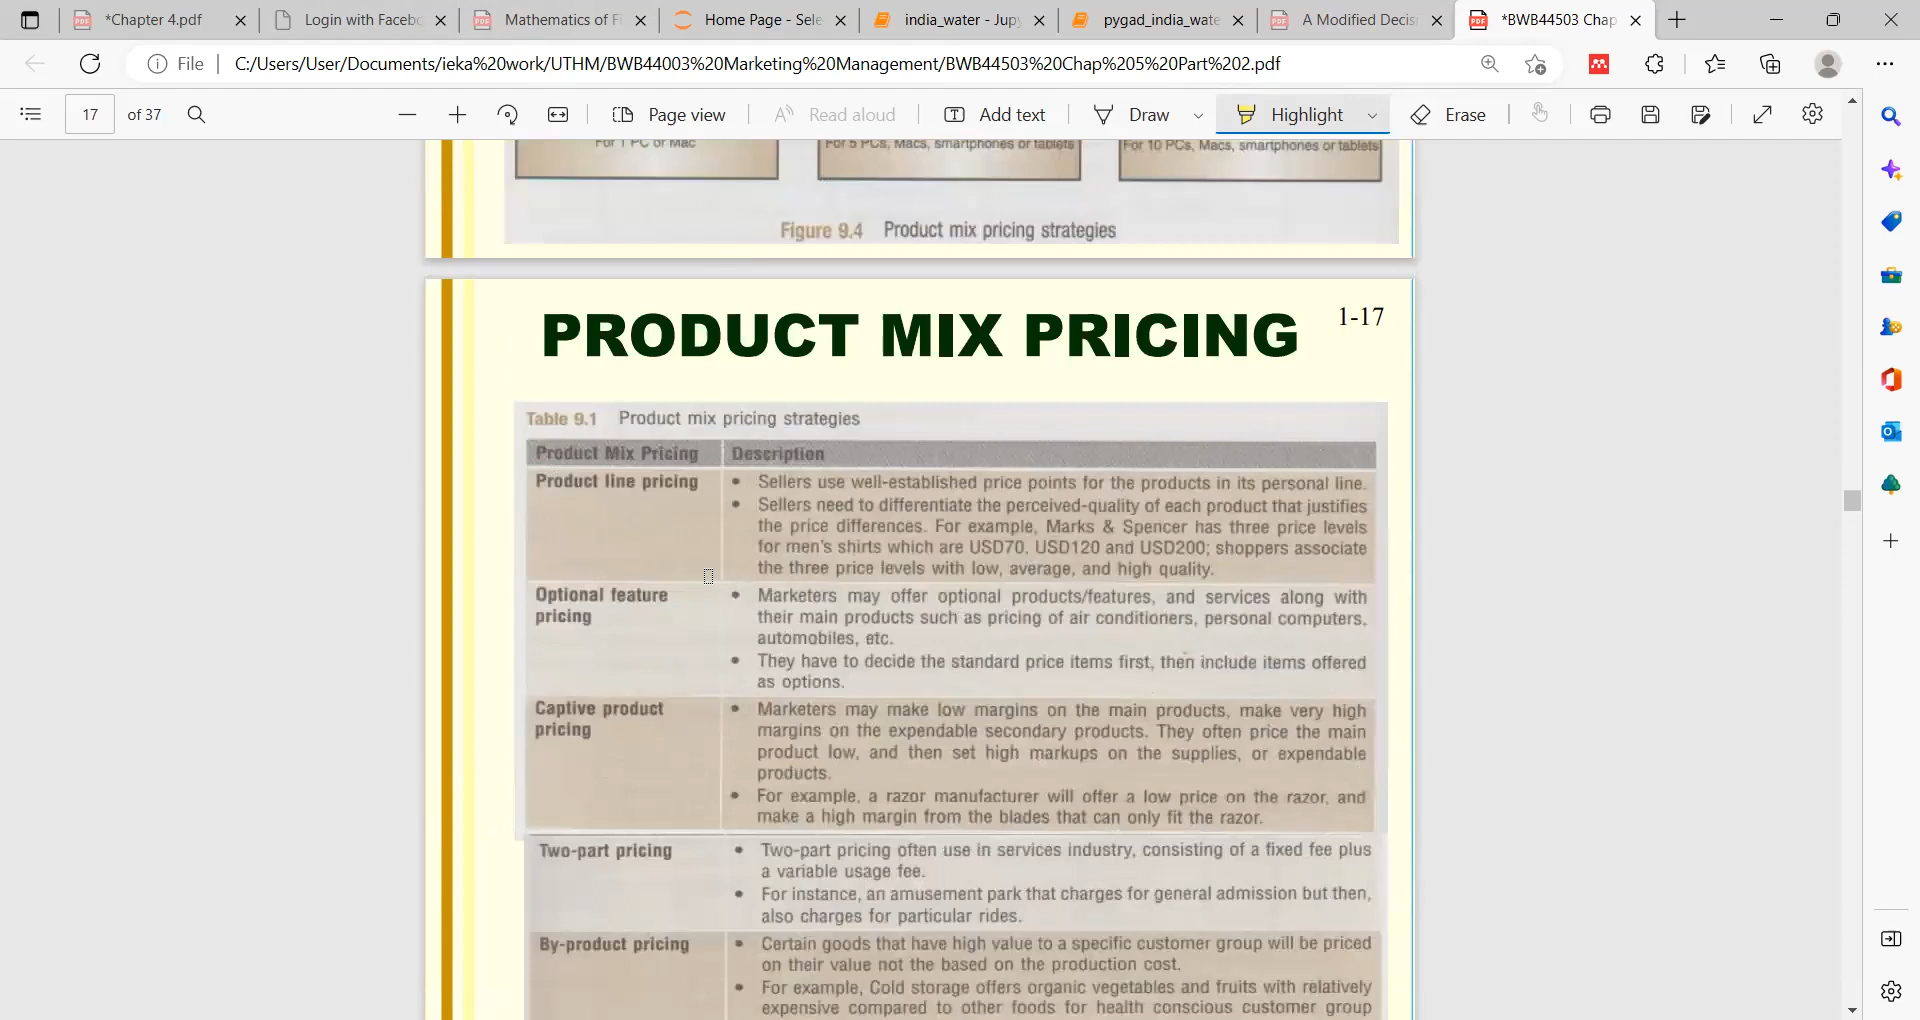 *Chapter 4.pdf
Login with Facebo
Mathematics of Fi
Home Page - Sele
india_water - Jupy
pygad_india_wate
A Modified Decis
*BWB44503 Chap
File
C:/Users/User/Documents/ieka%20work/UTHM/BWB44003%20Marketing%20Management/BWB44503%20Chap%205%20Part%202.pdf
17 of 37
Page view
Read aloud
Add text
Draw
Highlight
Erase
For 1 PC or Mac
For 5 PCs, Macs, smartphones or tablets
For 10 PCs, Macs, smartphones or tablets
Figure 9.4 Product mix pricing strategies
PRODUCT MIX PRICING
1-17
Table 9.1 Product mix pricing strategies
Product Mix Pricing Description
Product line pricing
• Sellers use well-established price points for the products in its personal line.
• Sellers need to differentiate the perceived-quality of each product that justifies
the price differences. For example, Marks & Spencer has three price levels
for men's shirts which are USD70, USD120 and USD200; shoppers associate
the three price levels with low, average, and high quality.
Optional feature
pricing
• Marketers may offer optional products/features, and services along with
their main products such as pricing of air conditioners, personal computers,
automobiles, etc.
• They have to decide the standard price items first, then include items offered
as options.
Captive product
pricing
• Marketers may make low margins on the main products, make very high
margins on the expendable secondary products. They often price the main
product low, and then set high markups on the supplies, or expendable
products.
• For example, a razor manufacturer will offer a low price on the razor, and
make a high margin from the blades that can only fit the razor.
Two-part pricing
• Two-part pricing often use in services industry, consisting of a fixed fee plus
a variable usage fee.
• For instance, an amusement park that charges for general admission but then,
also charges for particular rides.
By-product pricing
• Certain goods that have high value to a specific customer group will be priced
on their value not the based on the production cost.
• For example, Cold storage offers organic vegetables and fruits with relatively
expensive compared to other foods for health conscious customer group